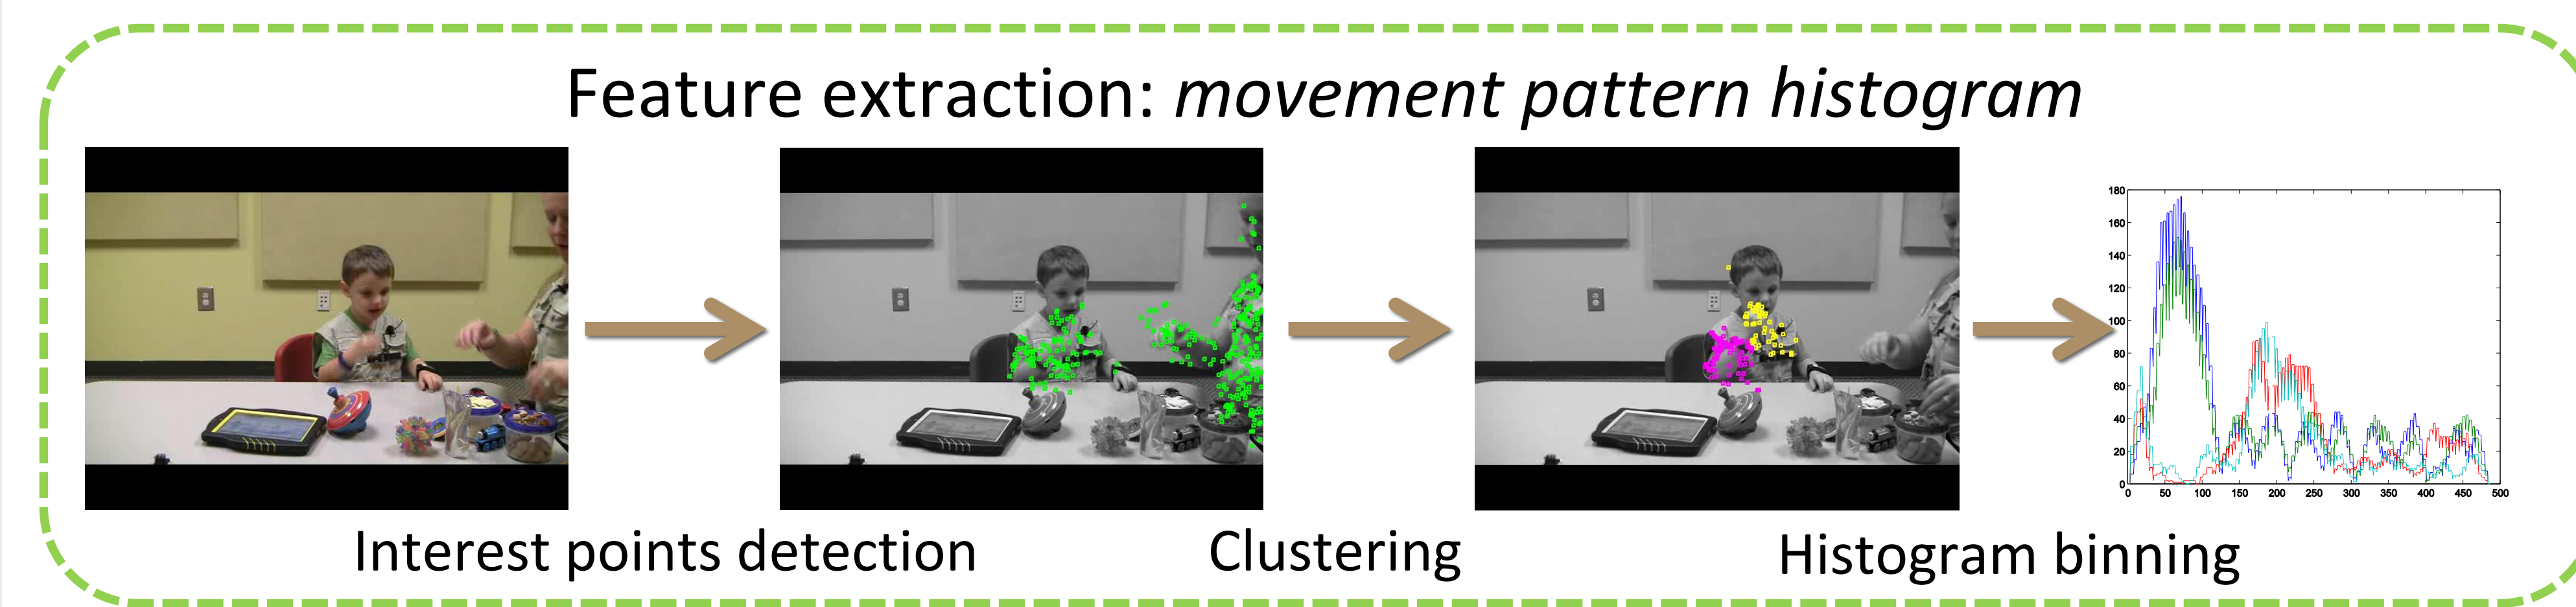 Feature extraction: movement pattern histogram
180
160
140
120
100
80
60
40
20
0
0 50 100 150 200 250 300 350 400 450 500
Interest points detection
Clustering
Histogram binning